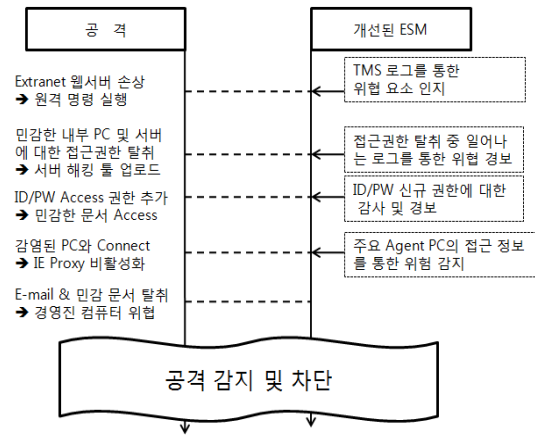 공 격
개선된 ESM
Extranet 웹서버 손상
➔ 원격 명령 실행
TMS 로그를 통한
위협 요소 인지
민감한 내부 PC 및 서버
에 대한 접근권한 탈취
➔ 서버 해킹 툴 업로드
접근권한 탈취 중 일어나
는 로그를 통한 위협 경보
ID/PW Access 권한 추가
➔ 민감한 문서 Access
ID/PW 신규 권한에 대한
감사 및 경보
감염된 PC와 Connect
➔ IE Proxy 비활성화
주요 Agent PC의 접근 정보
를 통한 위험 감지
E-mail & 민감 문서 탈취
➔ 경영진 컴퓨터 위협
공격 감지 및 차단